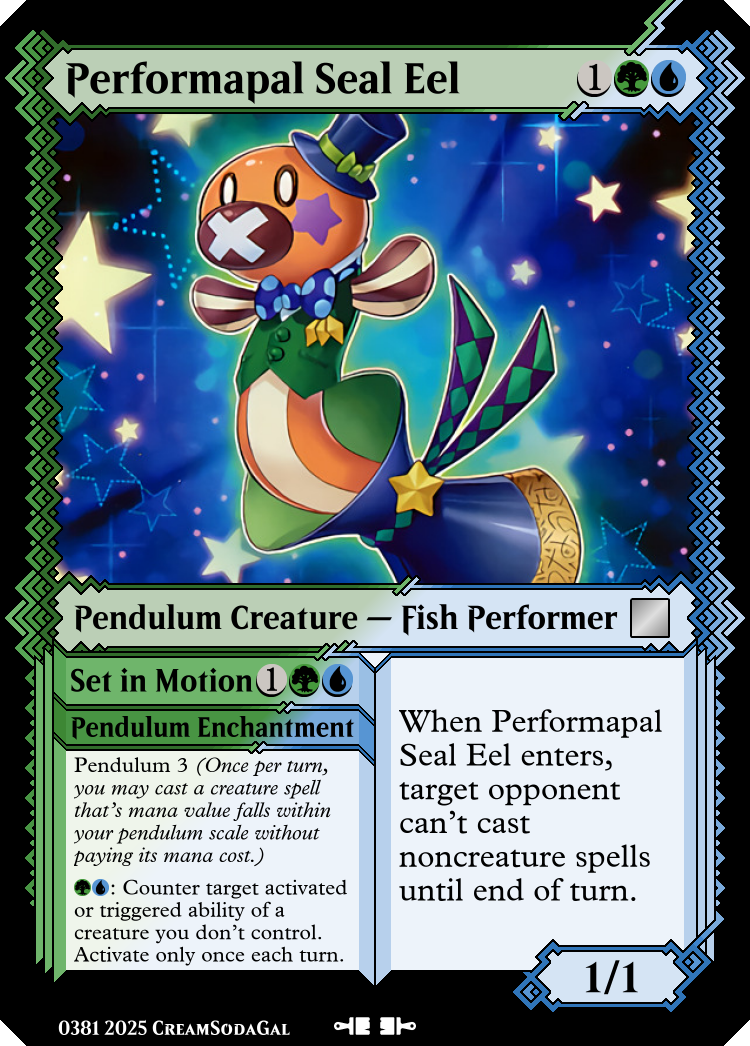 Performapal Seal Eel 1
Pendulum Creature — Fish Performer
Set in Motion 1
Pendulum Enchantment
Pendulum 3 (Once per turn,
you may cast a creature spell
that's mana value falls within
your pendulum scale without
paying its mana cost.)
: Counter target activated
or triggered ability of a
creature you don't control.
Activate only once each turn.
When Performapal
Seal Eel enters,
target opponent
can't cast
noncreature spells
until end of turn.
1/1
0381 2025 CreamSodaGal